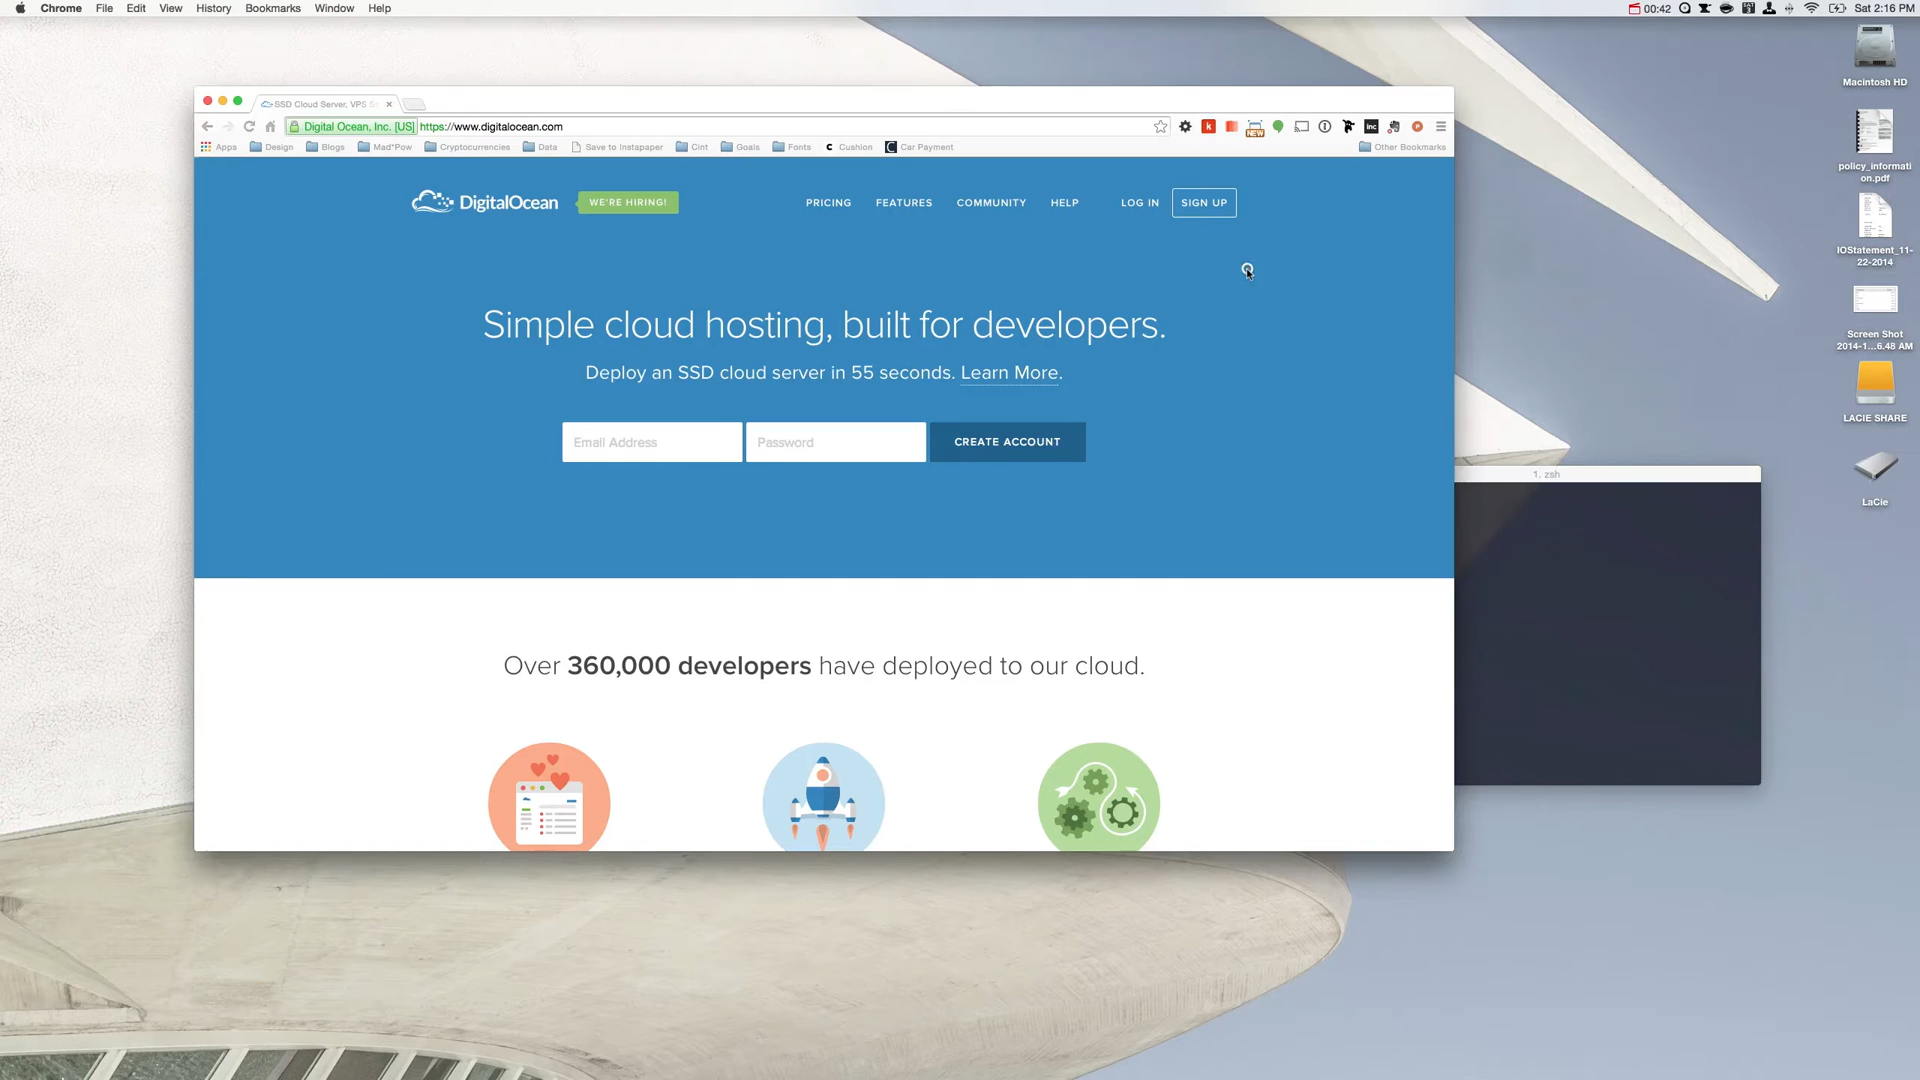 Chrome File Edit View History Bookmarks Window Help
00:42
Sat 2:16 PM
Macintosh HD
policy_informati
on.pdf
IOStatement_11-
22-2014
Screen Shot
2014-1...6.48 AM
LACIE SHARE
LaCie
SSD Cloud Server, VPS S
Digital Ocean, Inc. [US] https://www.digitalocean.com
NEW
inc
Apps Design Blogs Mad*Pow Cryptocurrencies Data Save to Instapaper Cint Goals Fonts Cushion Car Payment Other Bookmarks
DigitalOcean
WE'RE HIRING!
PRICING FEATURES COMMUNITY HELP LOG IN SIGN UP
Simple cloud hosting, built for developers.
Deploy an SSD cloud server in 55 seconds. Learn More.
Email Address Password CREATE ACCOUNT
1. zsh
Over 360,000 developers have deployed to our cloud.